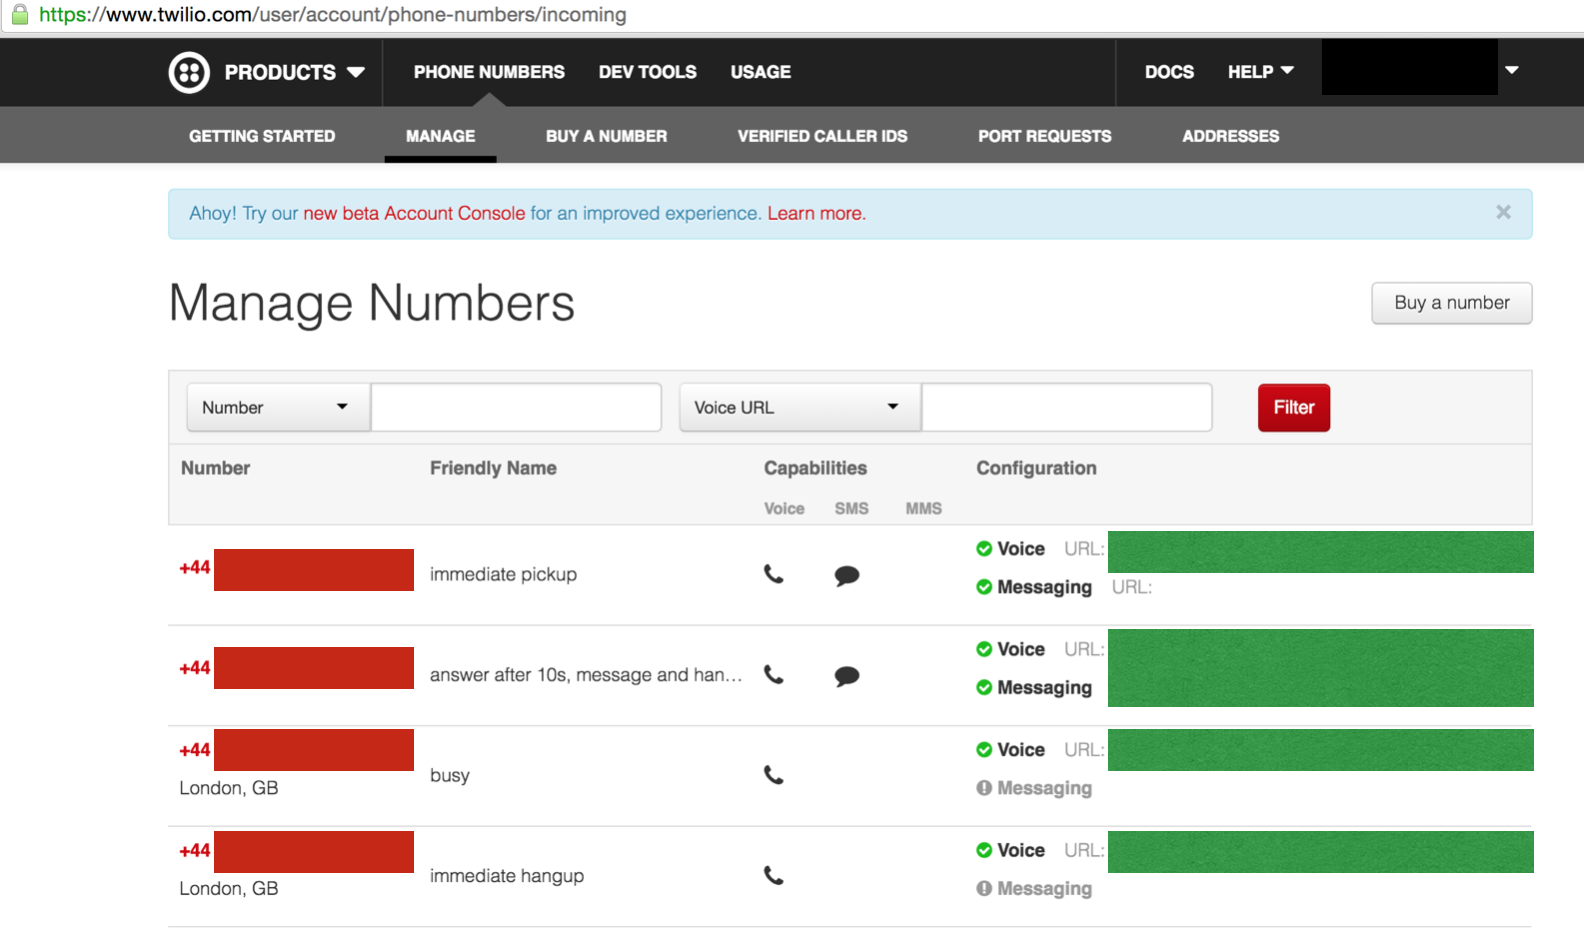 https://www.twilio.com/user/account/phone-numbers/incoming
PRODUCTS PHONE NUMBERS DEV TOOLS USAGE DOCS HELP
GETTING STARTED MANAGE BUY A NUMBER VERIFIED CALLER IDS PORT REQUESTS ADDRESSES
Ahoy! Try our new beta Account Console for an improved experience. Learn more. ×
Manage Numbers Buy a number
Number Voice URL Filter
Number Friendly Name Capabilities Configuration
Voice SMS MMS
+44 immediate pickup Voice URL:
Messaging URL:
+44 answer after 10s, message and han... Voice URL:
Messaging
+44 busy Voice URL:
London, GB Messaging
+44 immediate hangup Voice URL:
London, GB Messaging